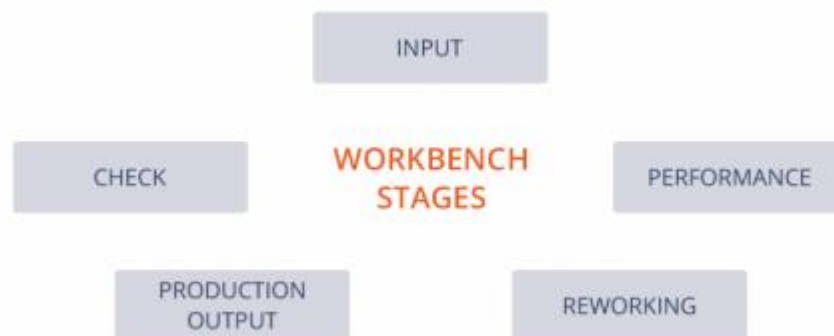 INPUT
CHECK
WORKBENCH
STAGES
PERFORMANCE
PRODUCTION
OUTPUT
REWORKING